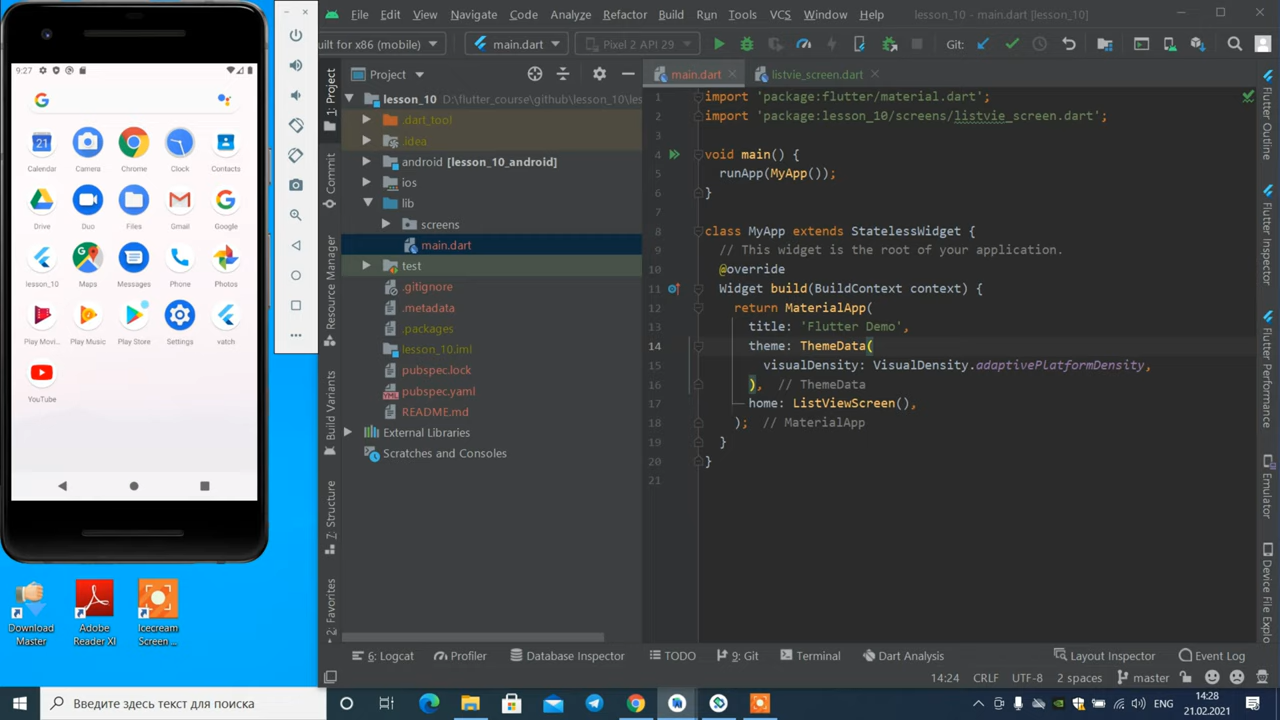 9:27
Calendar
Camera
Chrome
Clock
Contacts
Drive
Duo
Files
Gmail
Google
lesson_10
Maps
Messages
Phone
Photos
Play Movi...
Play Music
Play Store
Settings
vatch
YouTube
Download
Master
Adobe
Reader XI
Icecream
Screen ...
File Edit View Navigate Code Analyze Refactor Build Run Tools VCS Window Help lesson_10 - main.dart [lesson_10]
uilt for x86 (mobile) main.dart Pixel 2 API 29 Git:
Project
main.dart
listvie_screen.dart
1: Project
Commit
Resource Manager
Build Variants
7: Structure
2: Favorites
lesson_10 D:\flutter_course\github\lesson_10\les
.dart_tool
.idea
android [lesson_10_android]
ios
lib
screens
main.dart
test
.gitignore
.metadata
.packages
lesson_10.iml
pubspec.lock
pubspec.yaml
README.md
External Libraries
Scratches and Consoles
1 import 'package:flutter/material.dart';
2 import 'package:lesson_10/screens/listvie_screen.dart';
3
4 void main() {
5 runApp(MyApp());
6 }
7
8 class MyApp extends StatelessWidget {
9 // This widget is the root of your application.
10 @override
11 Widget build(BuildContext context) {
12 return MaterialApp(
13 title: 'Flutter Demo',
14 theme: ThemeData(
15 visualDensity: VisualDensity.adaptivePlatformDensity,
16 ), // ThemeData
17 home: ListViewScreen(),
18 ); // MaterialApp
19 }
20 }
21
Flutter Outline
Flutter Inspector
Flutter Performance
Emulator
Device File Explo
6: Logcat Profiler Database Inspector TODO 9: Git Terminal Dart Analysis Layout Inspector Event Log
14:24 CRLF UTF-8 2 spaces master
Введите здесь текст для поиска
ENG
14:28
21.02.2021